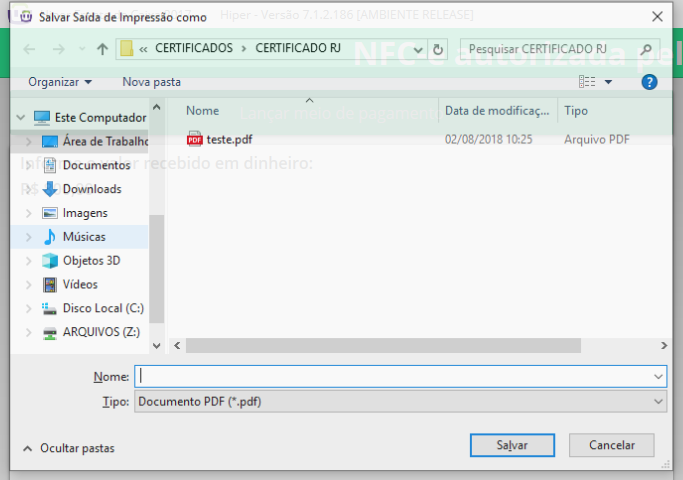 Salvar Saída de Impressão como
Hiper - Versão 7.1.2.186 [AMBIENTE RELEASE]
« CERTIFICADOS > CERTIFICADO RJ
Pesquisar CERTIFICADO RJ
NFC-e autorizada pel
Organizar
Nova pasta
Lançar meio de pagamento
Este Computador
Nome
Data de modificaç...
Tipo
Área de Trabalho
teste.pdf
02/08/2018 10:25
Arquivo PDF
Documentos
recebido em dinheiro:
Downloads
R$
Imagens
Músicas
Objetos 3D
Vídeos
Disco Local (C:)
ARQUIVOS (Z:)
Nome:
Tipo:
Documento PDF (*.pdf)
Ocultar pastas
Salvar
Cancelar